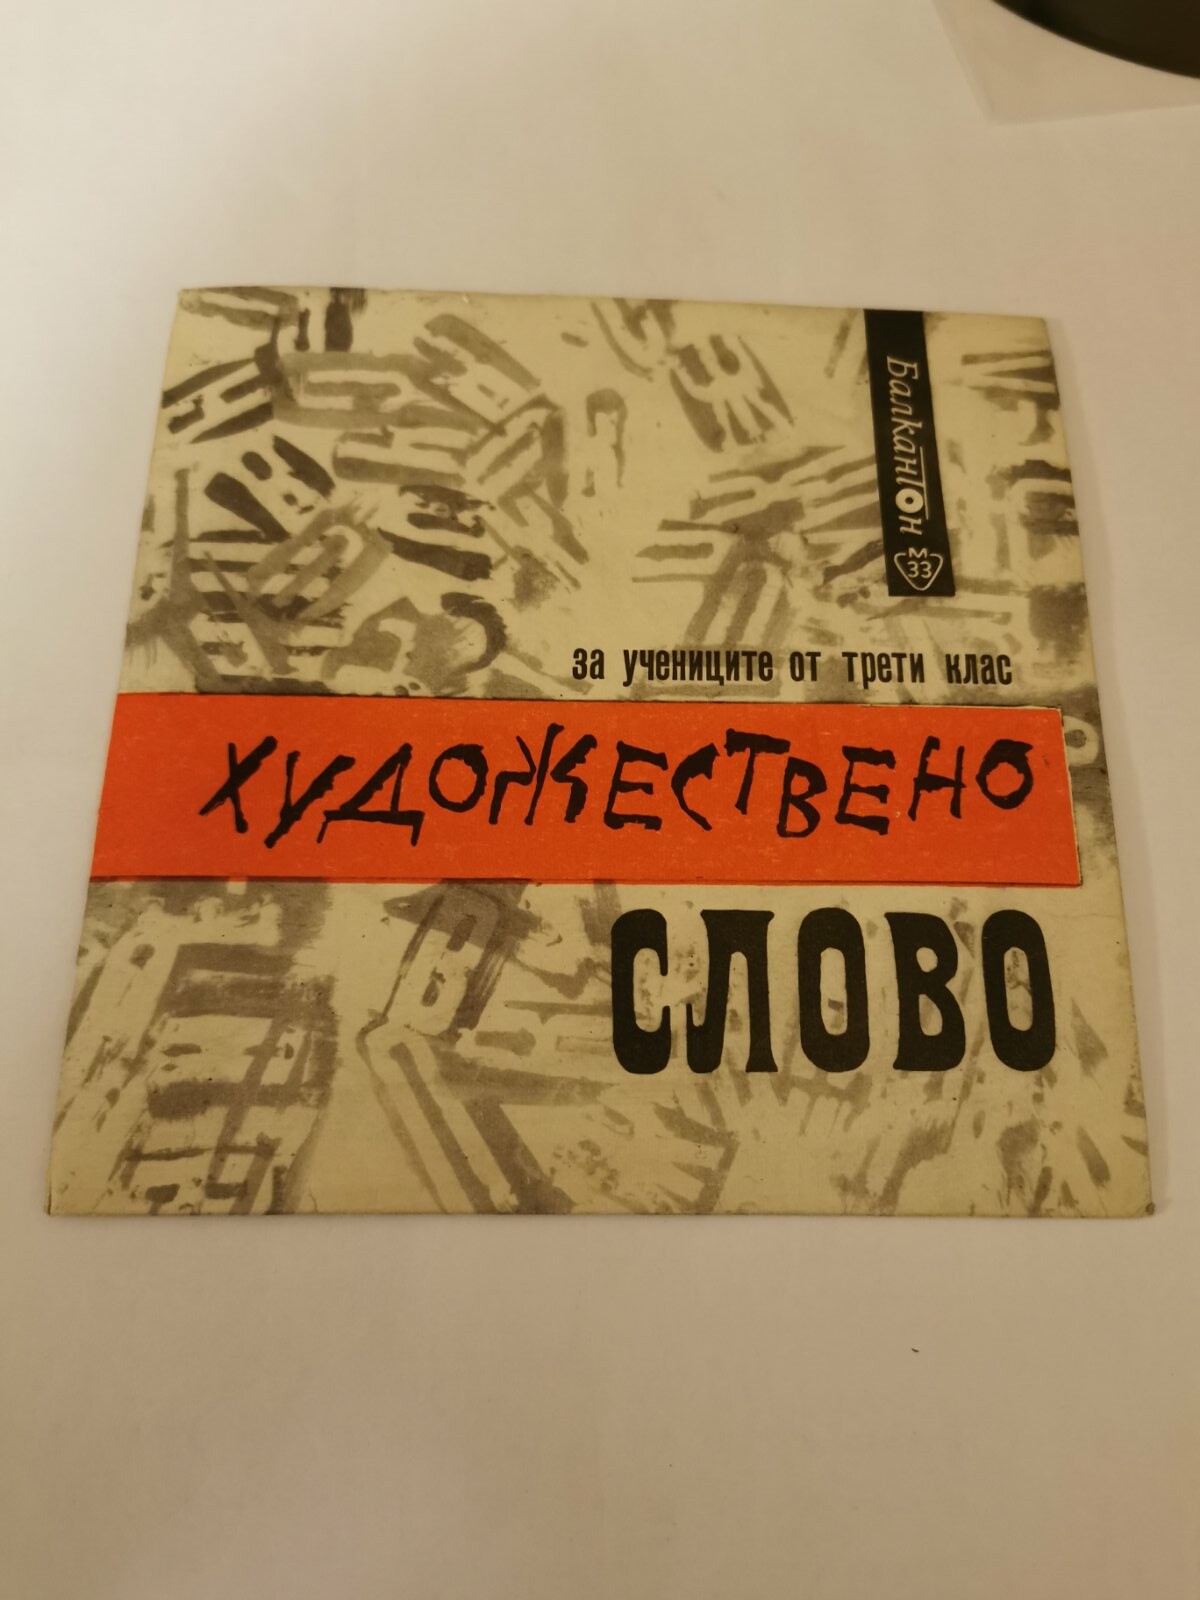 Балкантон
М
33
за учениците от трети клас
ХУДОЖЕСТВЕНО
СЛОВО